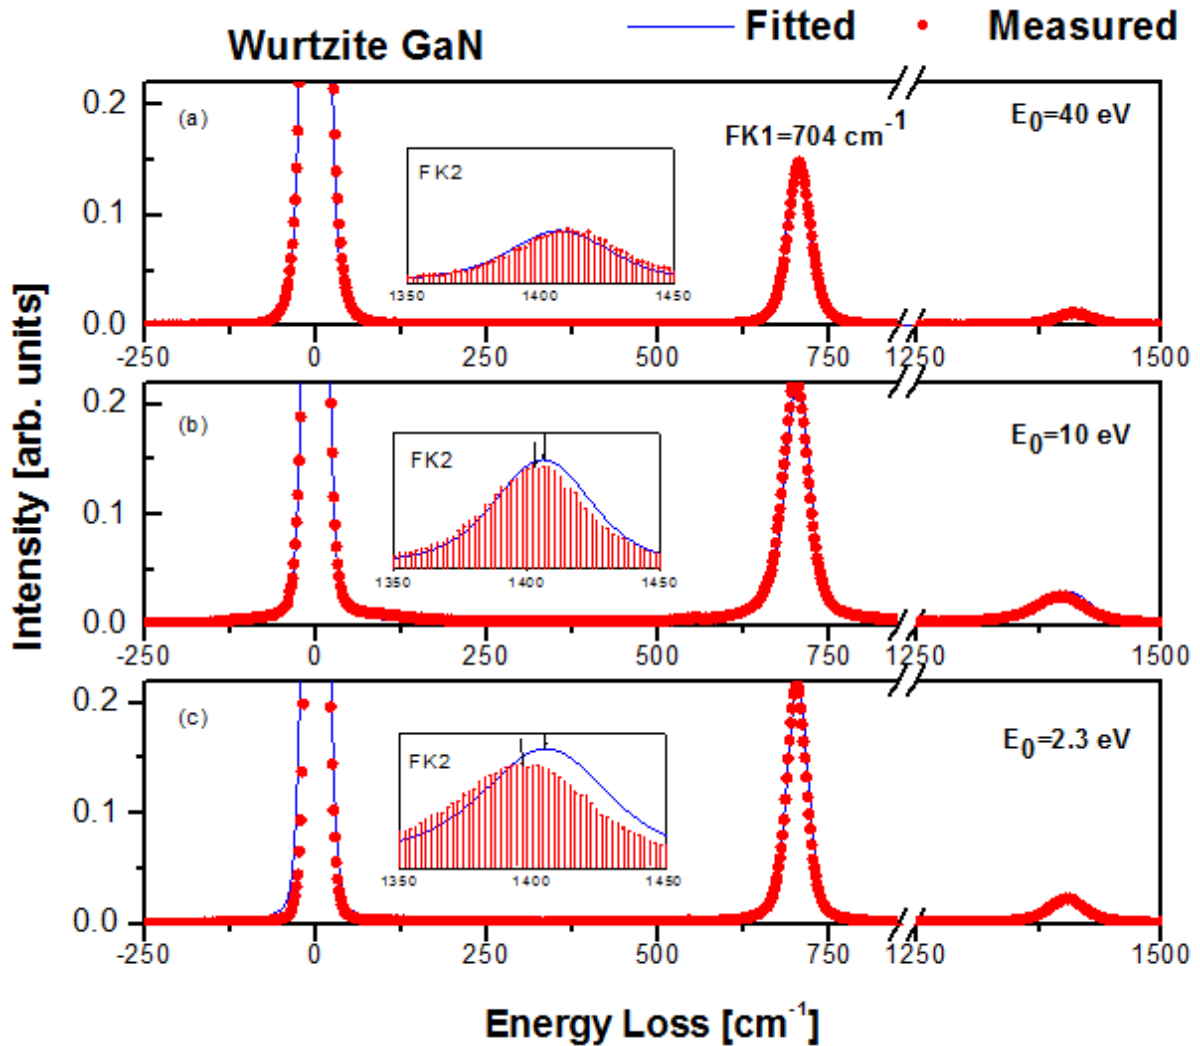 Wurtzite GaN
Fitted
Measured
Intensity [arb. units]
0.2
0.1
0.0
(a)
FK2
1350 1400 1450
FK1=704 cm-1
E0=40 eV
-250 0 250 500 750 1250 1500
0.2
0.1
0.0
(b)
FK2
1350 1400 1450
E0=10 eV
-250 0 250 500 750 1250 1500
0.2
0.1
0.0
(c)
FK2
1350 1400 1450
E0=2.3 eV
-250 0 250 500 750 1250 1500
Energy Loss [cm-1]